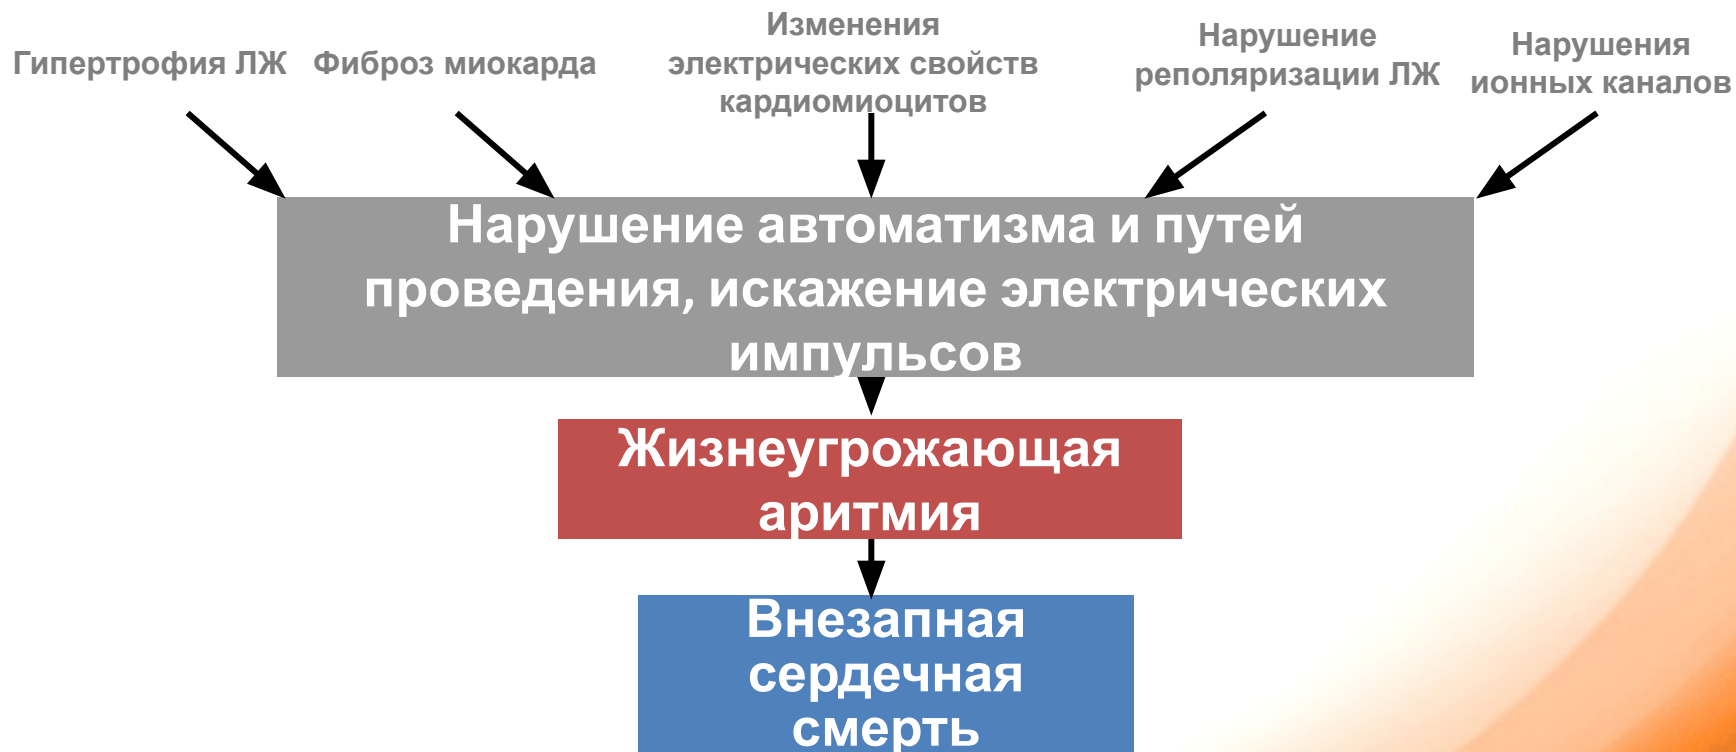 Гипертрофия ЛЖ
Фиброз миокарда
Изменения
электрических свойств
кардиомиоцитов
Нарушение
реполяризации ЛЖ
Нарушения
ионных каналов
Нарушение автоматизма и путей
проведения, искажение электрических
импульсов
Жизнеугрожающая
аритмия
Внезапная
сердечная
смерть